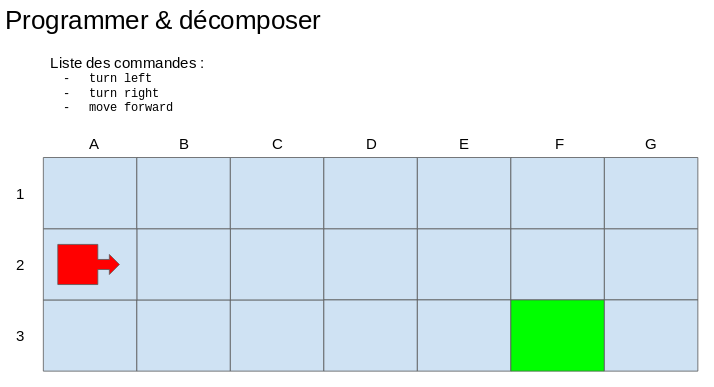 Programmer & décomposer
Liste des commandes :
- turn left
- turn right
- move forward
A B C D E F G
1
2
3